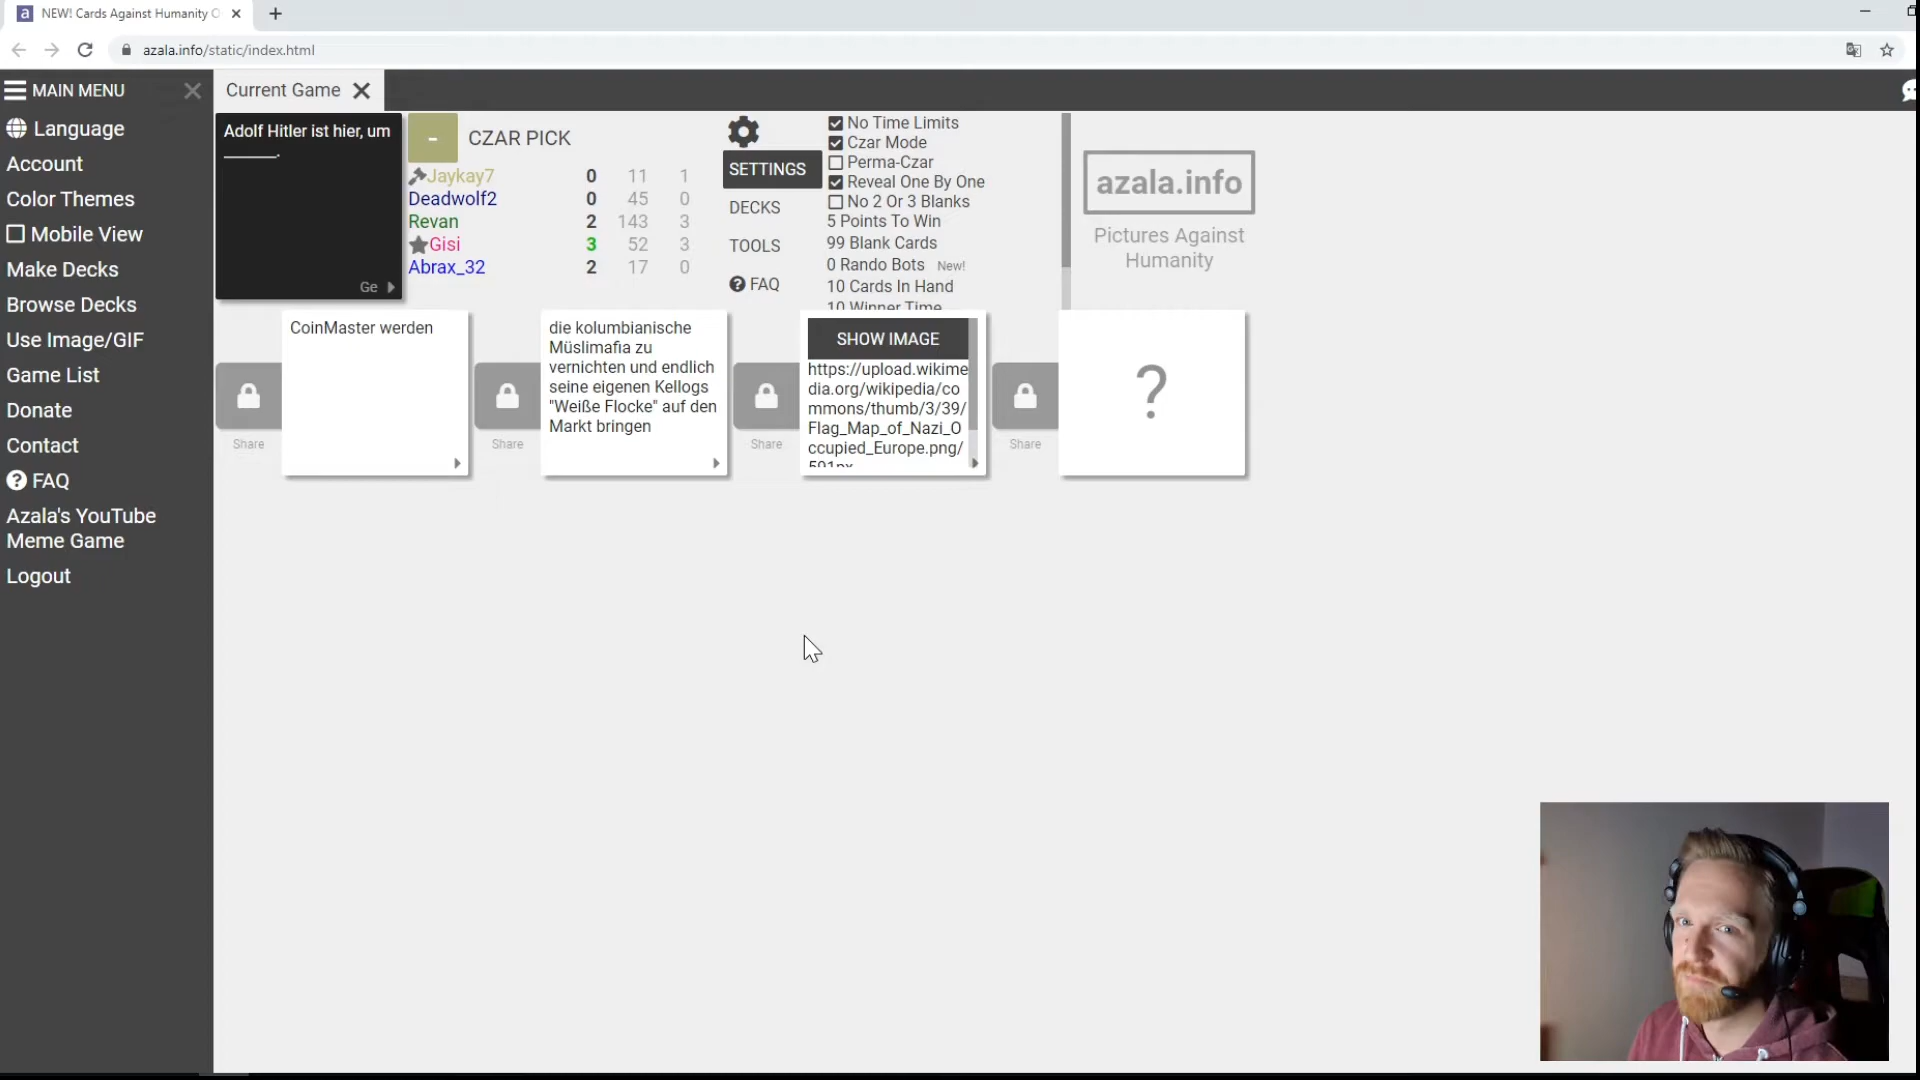 NEW! Cards Against Humanity O
azala.info/static/index.html
MAIN MENU
Language
Account
Color Themes
Mobile View
Make Decks
Browse Decks
Use Image/GIF
Game List
Donate
Contact
FAQ
Azala's YouTube
Meme Game
Logout
Current Game
Adolf Hitler ist hier, um
______.
Ge
-
CZAR PICK
Jaykay7 0 11 1
Deadwolf2 0 45 0
Revan 2 143 3
Gisi 3 52 3
Abrax_32 2 17 0
SETTINGS
DECKS
TOOLS
FAQ
No Time Limits
Czar Mode
Perma-Czar
Reveal One By One
No 2 Or 3 Blanks
5 Points To Win
99 Blank Cards
0 Rando Bots New!
10 Cards In Hand
10 Winner Time
azala.info
Pictures Against
Humanity
Share
CoinMaster werden
Share
die kolumbianische
Müslimafia zu
vernichten und endlich
seine eigenen Kellogs
"Weiße Flocke" auf den
Markt bringen
Share
SHOW IMAGE
https://upload.wikime
dia.org/wikipedia/co
mmons/thumb/3/39/
Flag_Map_of_Nazi_O
ccupied_Europe.png/
591px
Share
?